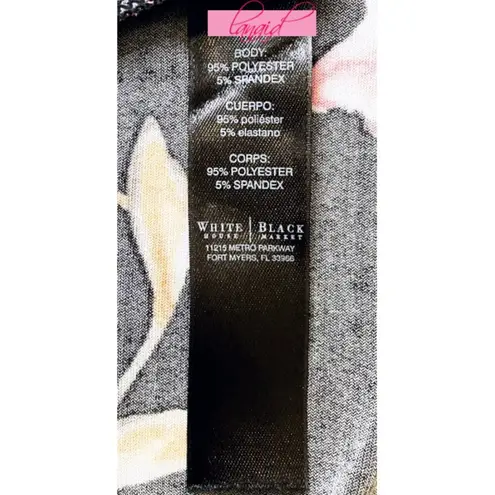 langid
BODY:
95% POLYESTER
5% SPANDEX
CUERPO:
95% poliéster
5% elastano
CORPS:
95% POLYESTER
5% SPANDEX
WHITE | BLACK
HOUSE | MARKET
11215 METRO PARKWAY
FORT MYERS, FL 33966